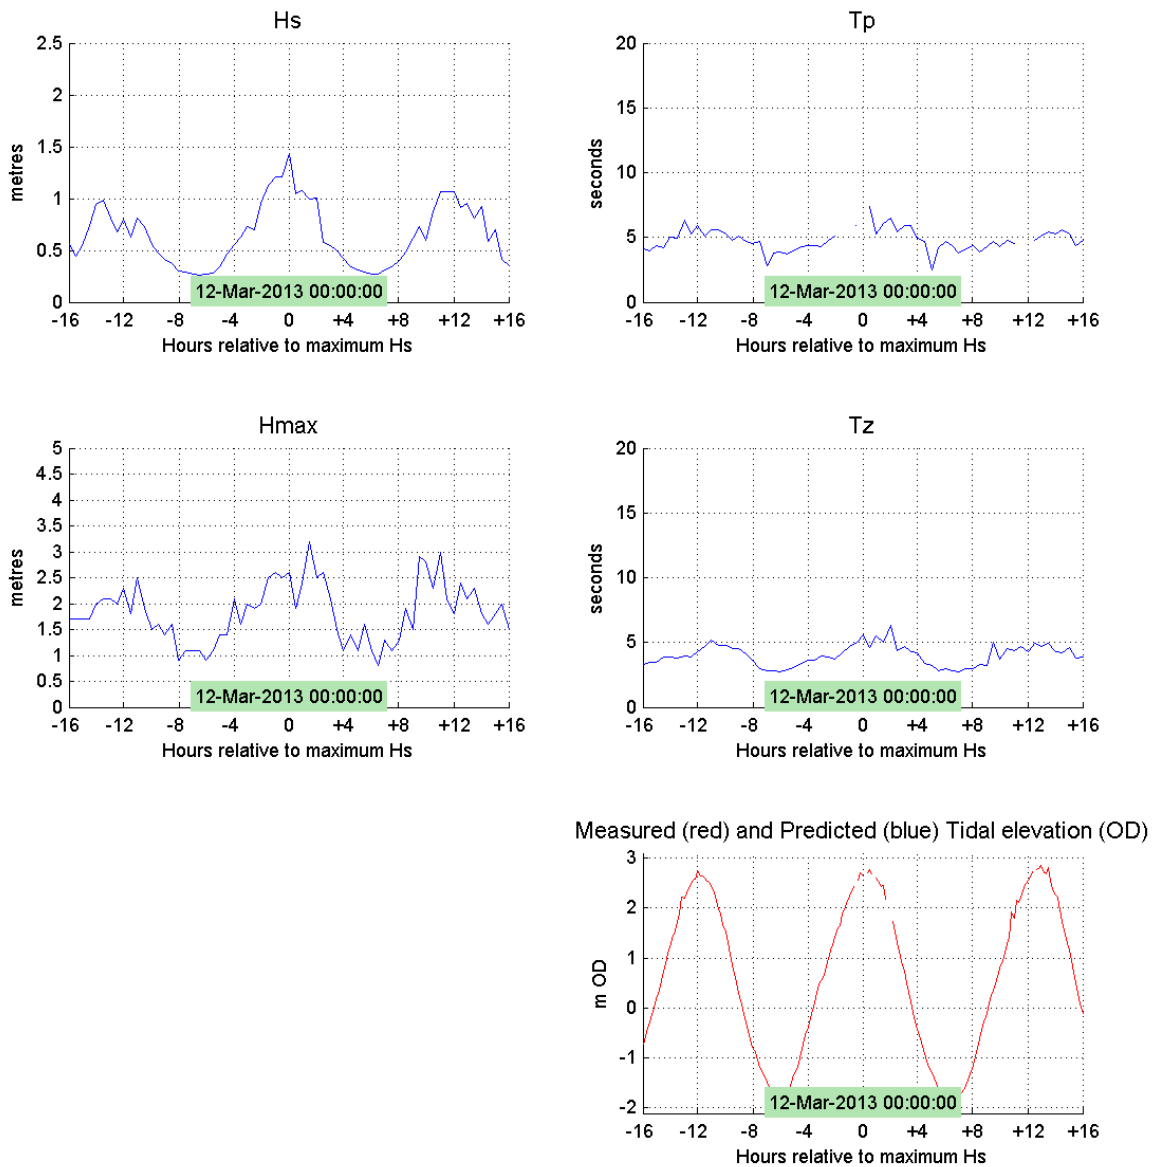 Hs
2.5
2
1.5
1
0.5
0
metres
12-Mar-2013 00:00:00
-16 -12 -8 -4 0 +4 +8 +12 +16
Hours relative to maximum Hs
Tp
20
15
10
5
0
seconds
12-Mar-2013 00:00:00
-16 -12 -8 -4 0 +4 +8 +12 +16
Hours relative to maximum Hs
Hmax
5
4.5
4
3.5
3
2.5
2
1.5
1
0.5
0
metres
12-Mar-2013 00:00:00
-16 -12 -8 -4 0 +4 +8 +12 +16
Hours relative to maximum Hs
Tz
20
15
10
5
0
seconds
12-Mar-2013 00:00:00
-16 -12 -8 -4 0 +4 +8 +12 +16
Hours relative to maximum Hs
Measured (red) and Predicted (blue) Tidal elevation (OD)
3
2
1
0
-1
-2
m OD
12-Mar-2013 00:00:00
-16 -12 -8 -4 0 +4 +8 +12 +16
Hours relative to maximum Hs